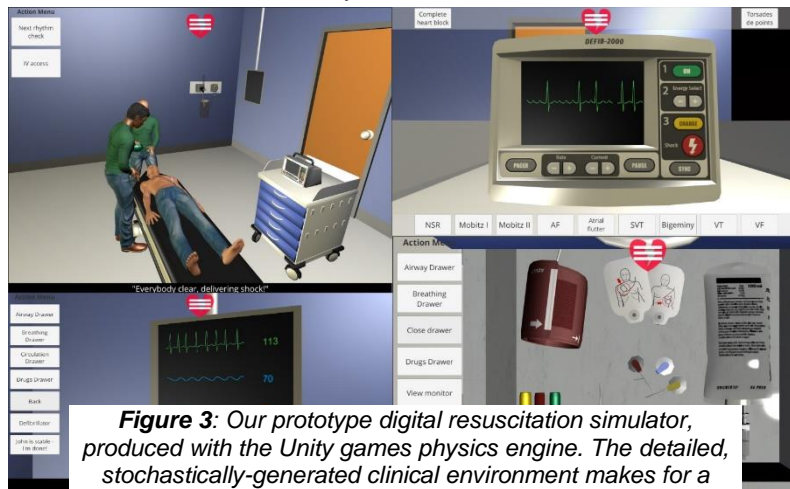 Action Menu
Next rhythm
check
IV access
"Everybody clear, delivering shock!"
Complete
heart block
Torsades
de points
DEFIB-2000
1 ON
2 Energy Select
3 CHARGE
Shock
PACER
Rate
Current
PAUSE
SYNC
NSR Mobitz I Mobitz II AF Atrial flutter SVT Bigeminy VT VF
Airway Drawer
Breathing
Drawer
Circulation
Drawer
Drugs Drawer
Back
Defibrillator
John is stable -
I'm done!
113
70
Airway Drawer
Breathing
Drawer
Close drawer
Drugs Drawer
View monitor
Figure 3: Our prototype digital resuscitation simulator,
produced with the Unity games physics engine. The detailed,
stochastically-generated clinical environment makes for a